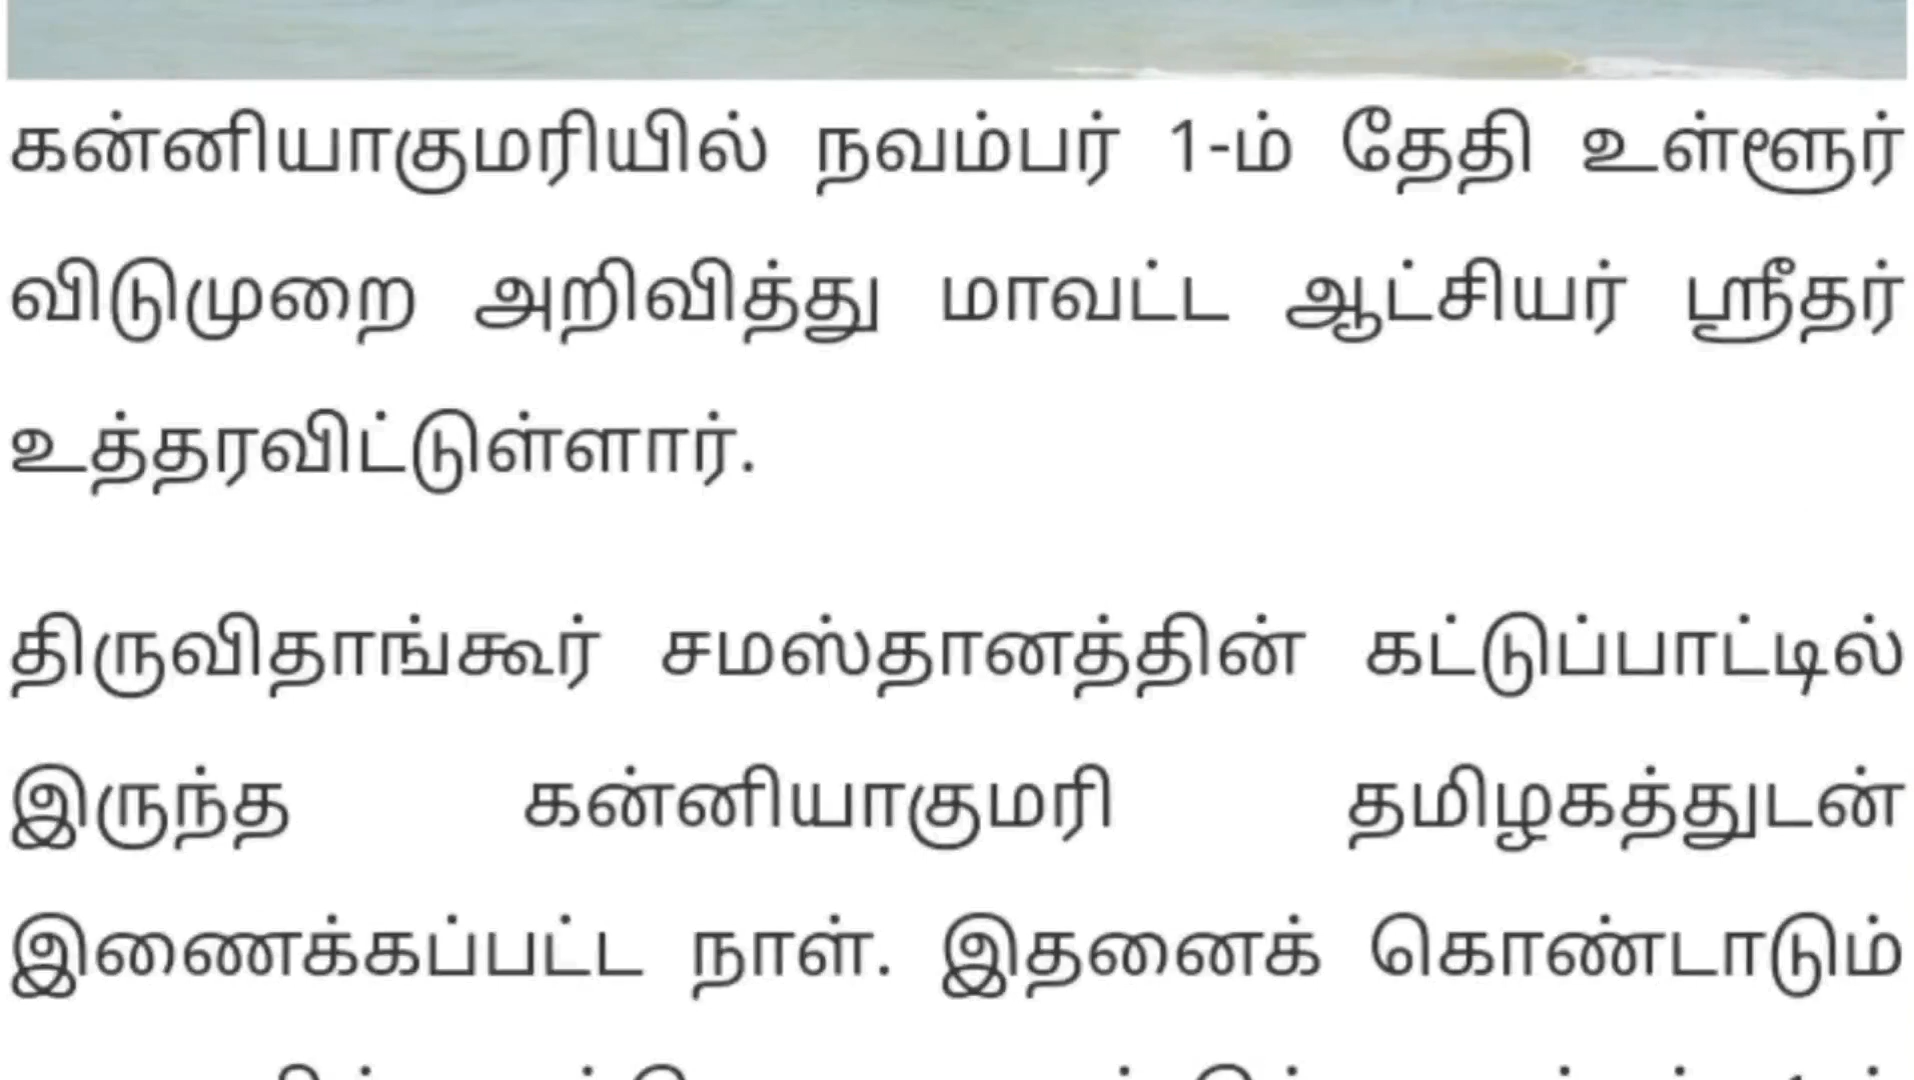 கன்னியாகுமரியில் நவம்பர் 1-ம் தேதி உள்ளூர்
விடுமுறை அறிவித்து மாவட்ட ஆட்சியர் ஸ்ரீதர்
உத்தரவிட்டுள்ளார்.
திருவிதாங்கூர் சமஸ்தானத்தின் கட்டுப்பாட்டில்
இருந்த கன்னியாகுமரி தமிழகத்துடன்
இணைக்கப்பட்ட நாள். இதனைக் கொண்டாடும்